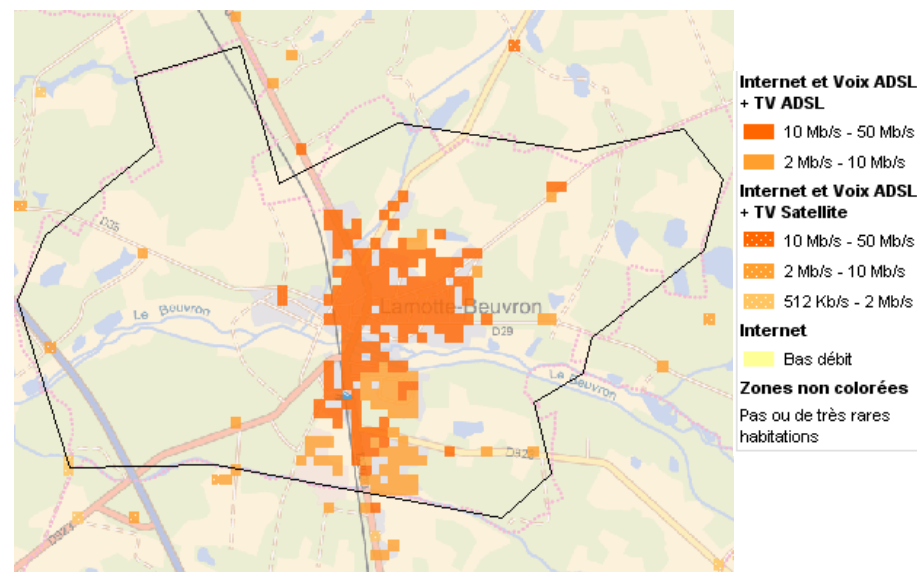 D35
Le Beuvron
Lamotte-Beuvron
D29
Le Beuvron
D923
D923
Internet et Voix ADSL
+ TV ADSL
10 Mb/s - 50 Mb/s
2 Mb/s - 10 Mb/s
Internet et Voix ADSL
+ TV Satellite
10 Mb/s - 50 Mb/s
2 Mb/s - 10 Mb/s
512 Kb/s - 2 Mb/s
Internet
Bas débit
Zones non colorées
Pas ou de très rares
habitations